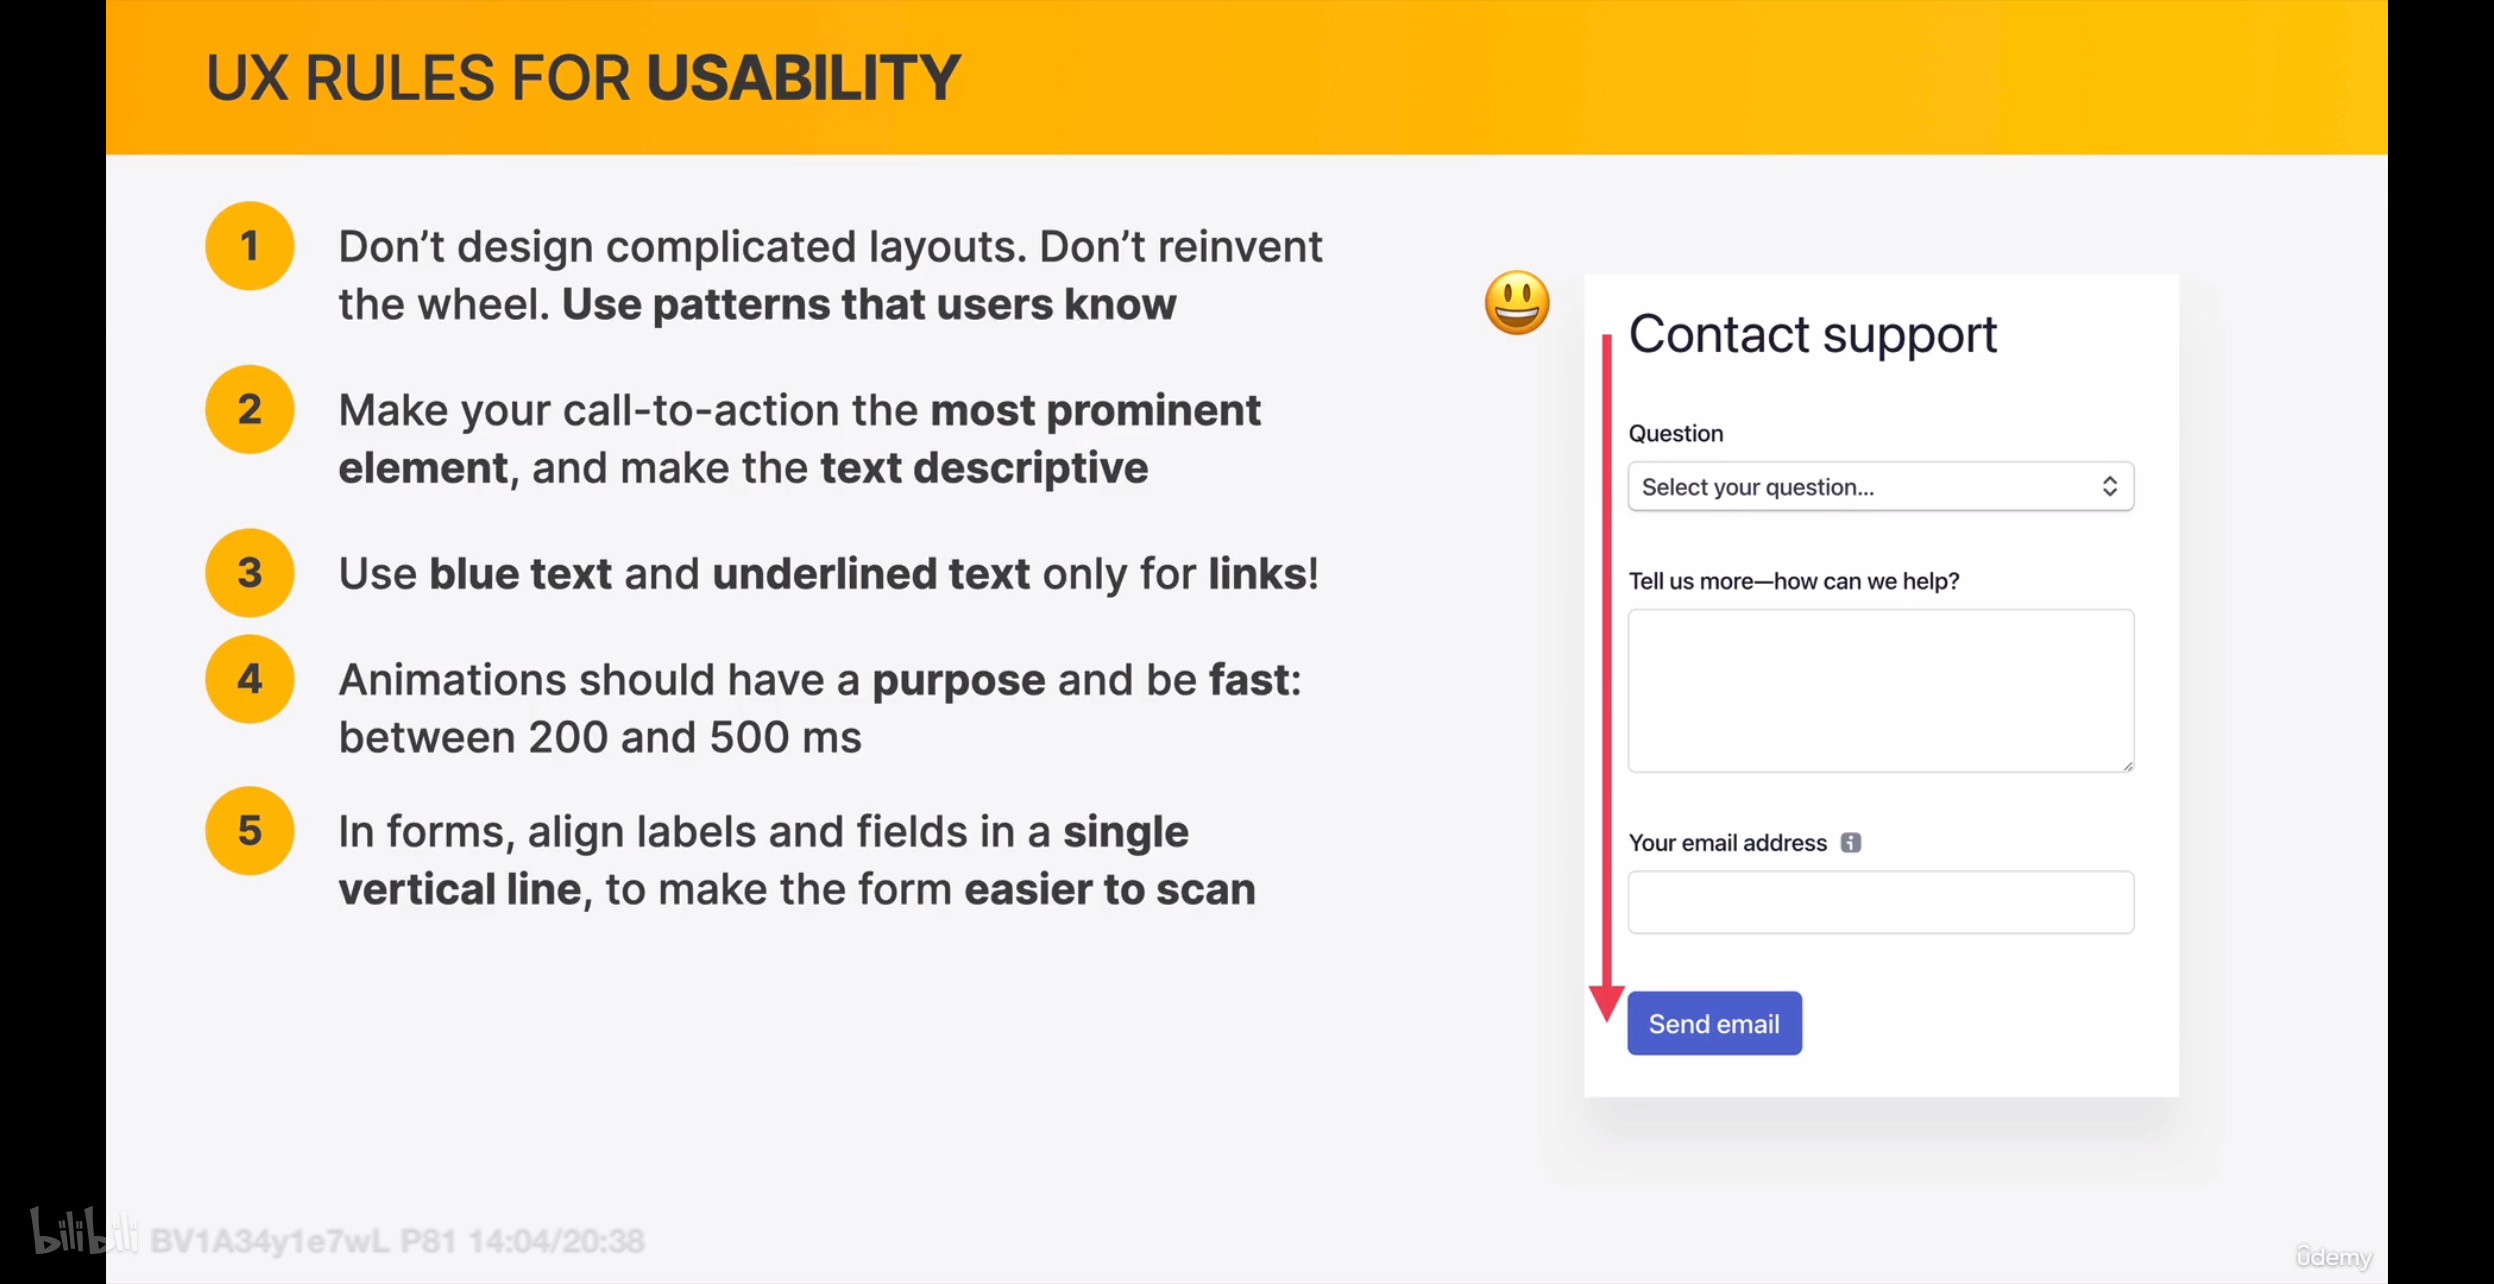 UX RULES FOR USABILITY
1
Don’t design complicated layouts. Don’t reinvent
the wheel. Use patterns that users know
2
Make your call-to-action the most prominent
element, and make the text descriptive
3
Use blue text and underlined text only for links!
4
Animations should have a purpose and be fast:
between 200 and 500 ms
5
In forms, align labels and fields in a single
vertical line, to make the form easier to scan
Contact support
Question
Select your question...
Tell us more—how can we help?
Your email address i
Send email
bilibili BV1A34y1e7wL P81 14:04/20:38
ûdemy